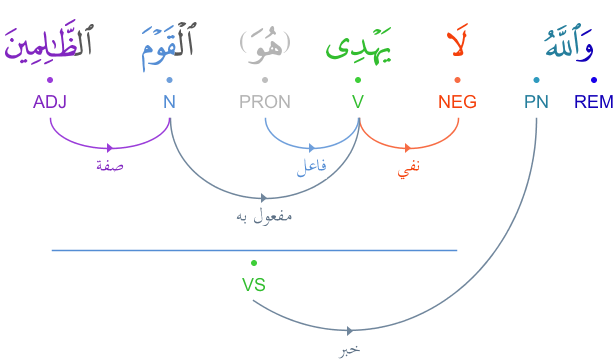 وَٱللَّهُ لَا يَهْدِى (هُوَ) ٱلْقَوْمَ ٱلظَّـٰلِمِينَ
REM PN NEG V PRON N ADJ
نفي فاعل صفة
مفعول به
VS
خبر